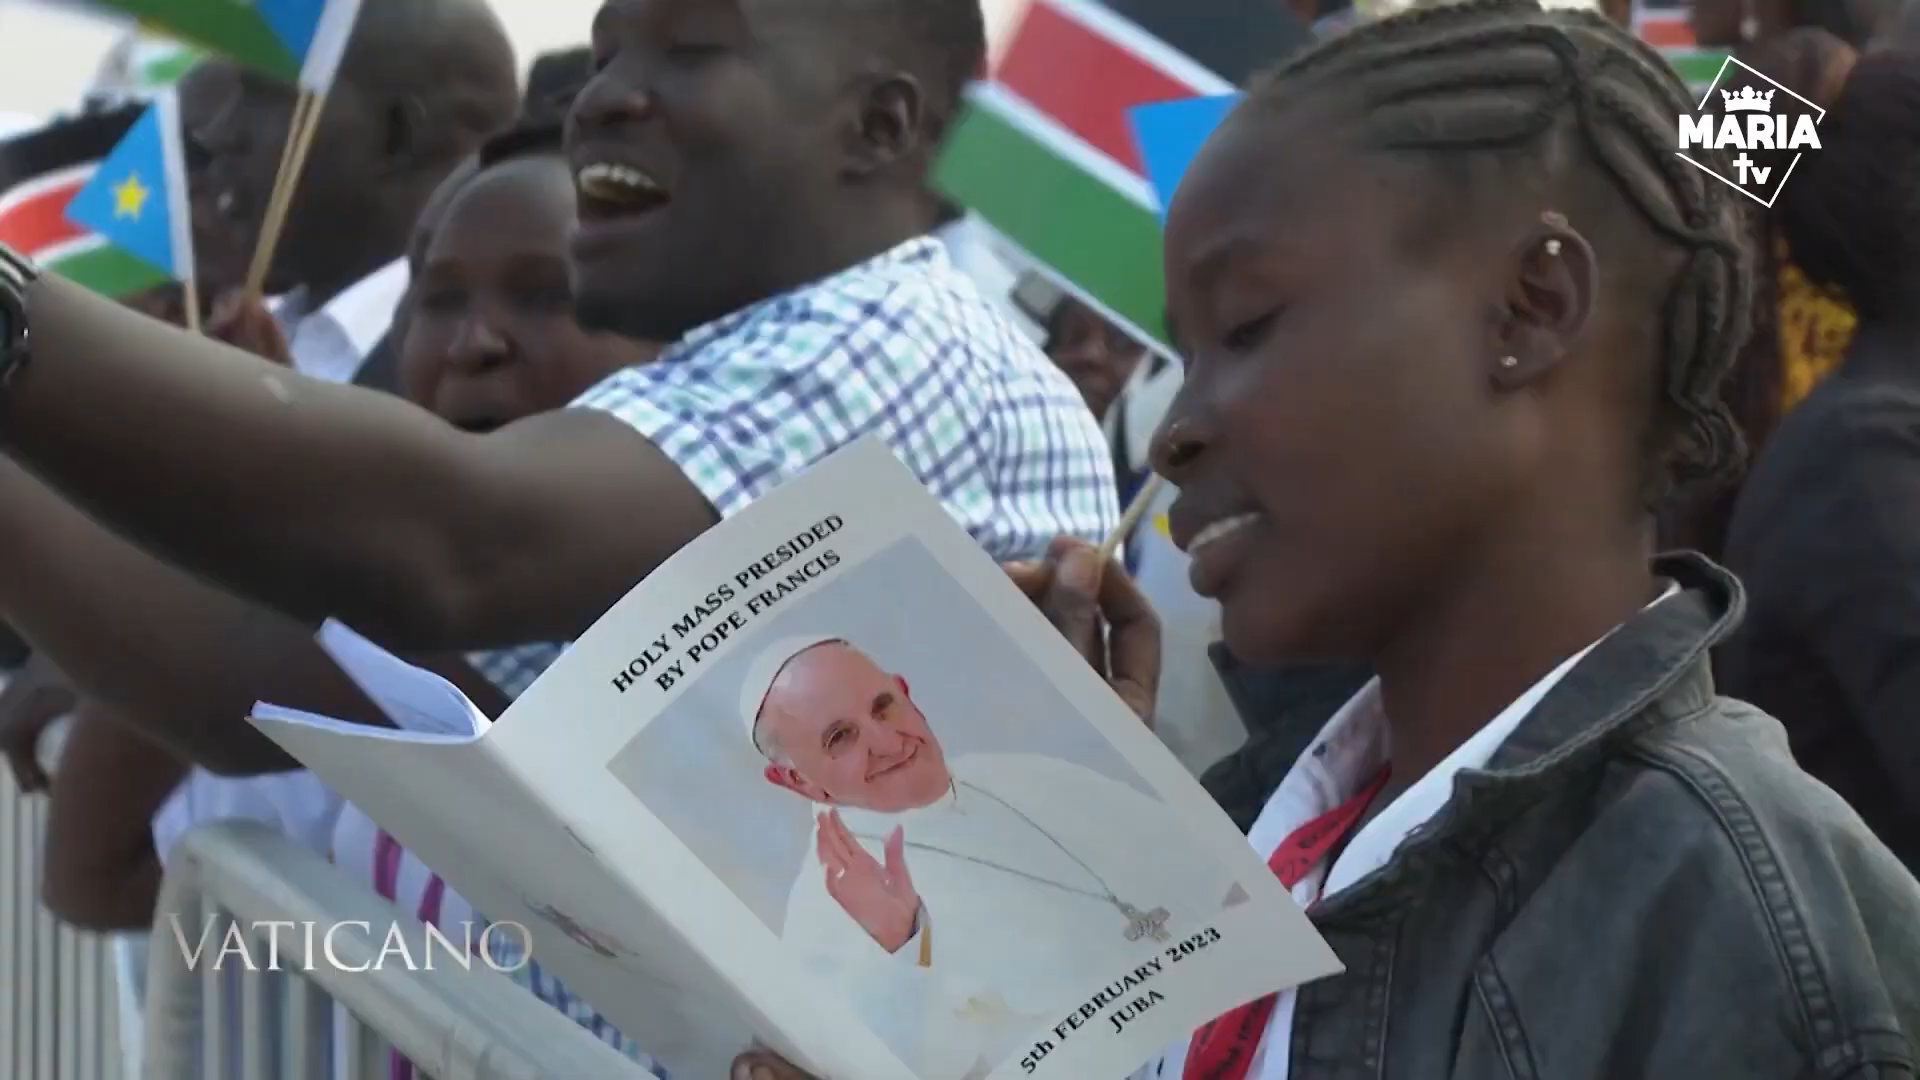 MARIA
tv
HOLY MASS PRESIDED
BY POPE FRANCIS
5th FEBRUARY 2023
JUBA
VATICANO